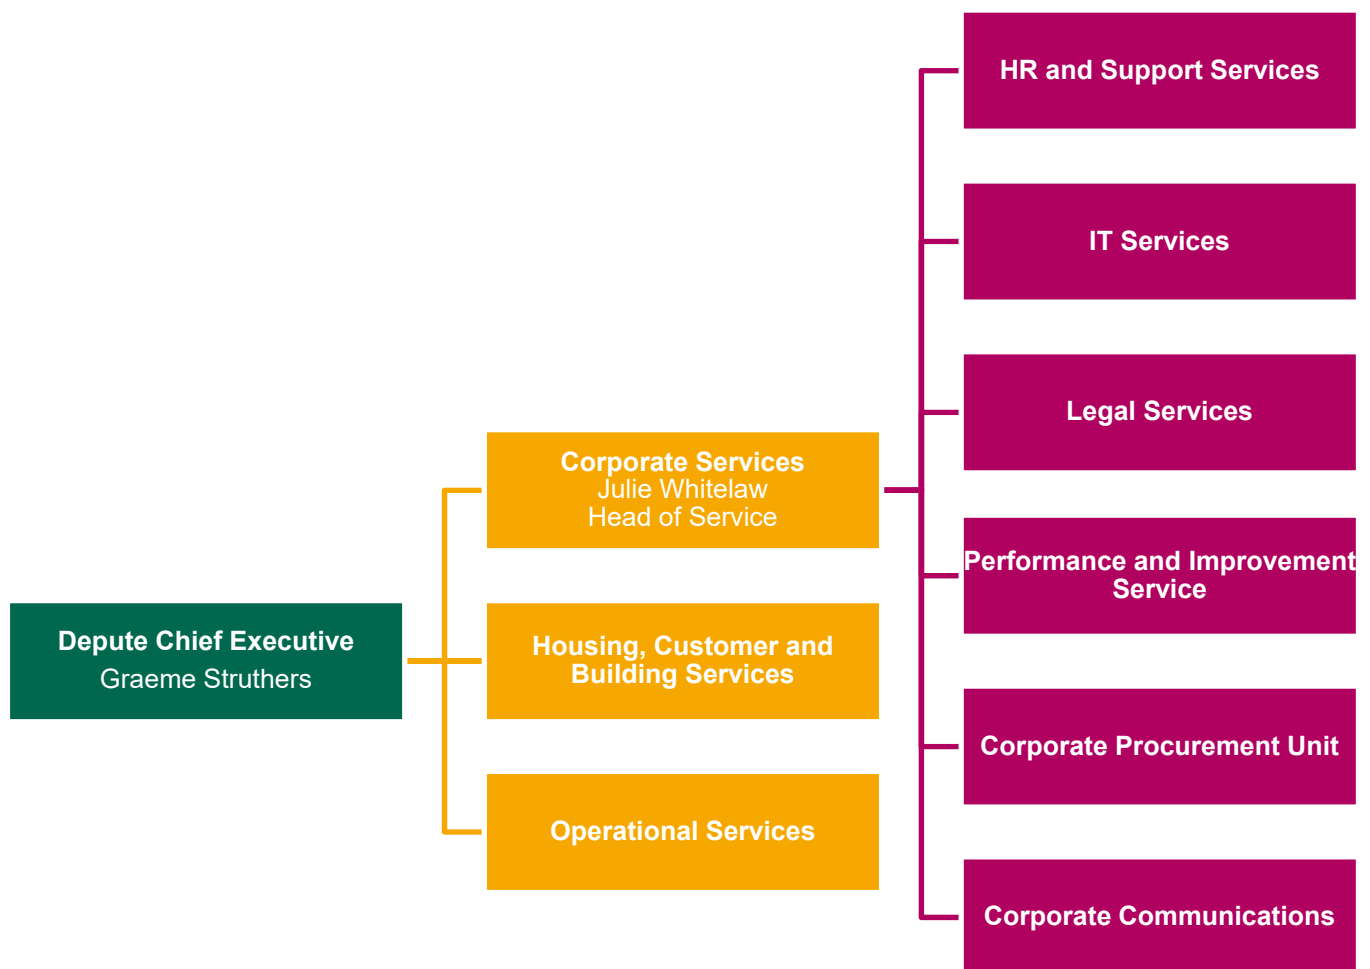 Depute Chief Executive
Graeme Struthers
Corporate Services
Julie Whitelaw
Head of Service
Housing, Customer and
Building Services
Operational Services
HR and Support Services
IT Services
Legal Services
Performance and Improvement
Service
Corporate Procurement Unit
Corporate Communications